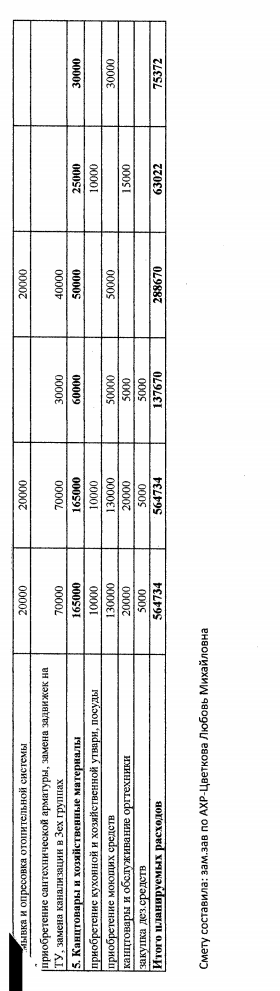 мывка и опресовка отопительной системы 20000 20000 20000
приобретение сантехнической арматуры, замена задвижек на
ТУ, замена канализации в 3ех группах 70000 70000 30000 40000
5. Канцтовары и хозяйственные материалы 165000 165000 60000 50000 25000 30000
приобретение кухонной и хозяйственной утвари, посуды 10000 10000 10000
приобретение моющих средств 130000 130000 50000 50000 30000
канцтовары и обслуживание оргтехники 20000 20000 5000 15000
закупка дез.средств 5000 5000 5000
Итого планируемых расходов 564734 564734 137670 288670 63022 75372
Смету составила: зам.зав по АХР-Цветкова Любовь Михайловна